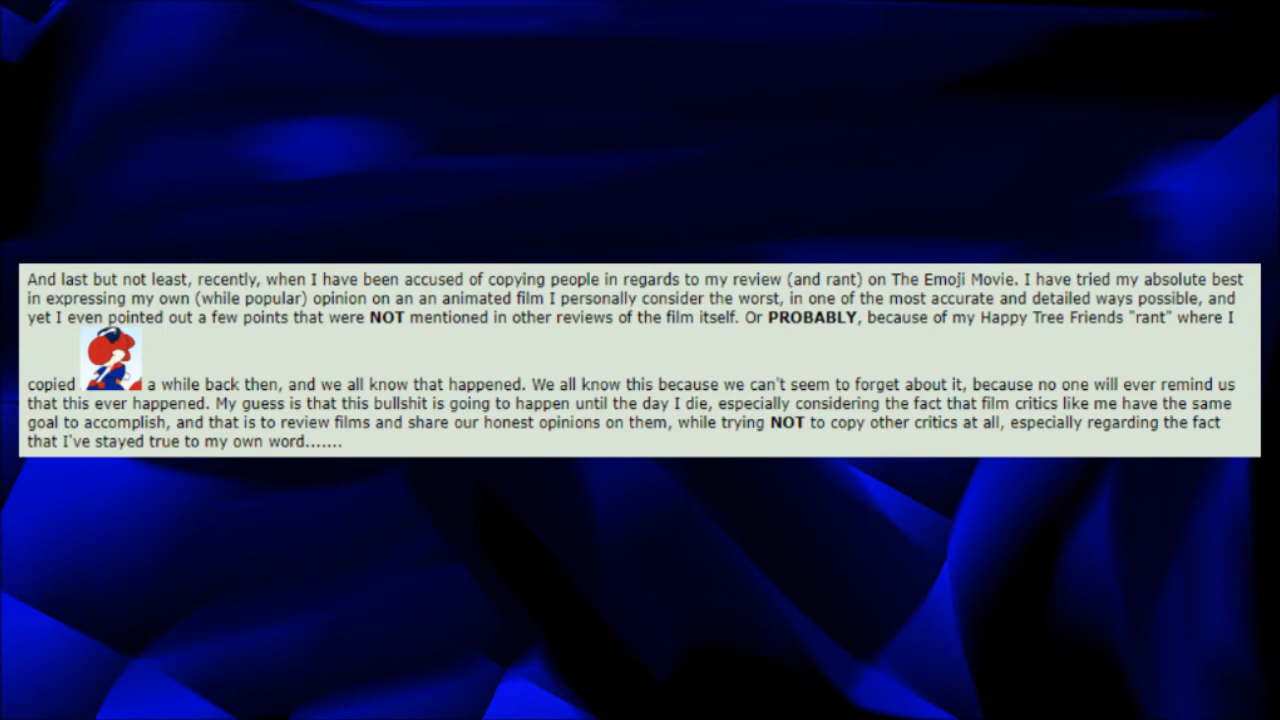 And last but not least, recently, when I have been accused of copying people in regards to my review (and rant) on The Emoji Movie. I have tried my absolute best
in expressing my own (while popular) opinion on an an animated film I personally consider the worst, in one of the most accurate and detailed ways possible, and
yet I even pointed out a few points that were NOT mentioned in other reviews of the film itself. Or PROBABLY, because of my Happy Tree Friends "rant" where I
copied a while back then, and we all know that happened. We all know this because we can't seem to forget about it, because no one will ever remind us
that this ever happened. My guess is that this bullshit is going to happen until the day I die, especially considering the fact that film critics like me have the same
goal to accomplish, and that is to review films and share our honest opinions on them, while trying NOT to copy other critics at all, especially regarding the fact
that I've stayed true to my own word.......